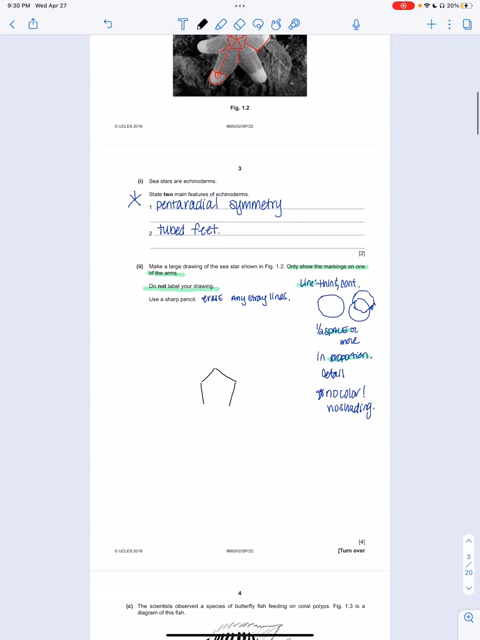 9:30 PM Wed Apr 27
20%
Fig. 1.2
© UCLES 2019
9693/02/SP/22
3
(i) Sea stars are echinoderms.
State two main features of echinoderms.
1 pentaradial symmetry
2 tubed feet.
[2]
(ii) Make a large drawing of the sea star shown in Fig. 1.2. Only show the markings on one
of the arms.
Do not label your drawing.
Use a sharp pencil. erase any stray lines.
Line - thin, cont.
1/2 space or
more
in proportion.
Detail
no color!
no shading.
[4]
© UCLES 2019
9693/02/SP/22
[Turn over
4
(c) The scientists observed a species of butterfly fish feeding on coral polyps. Fig. 1.3 is a
diagram of this fish.
3
/
20